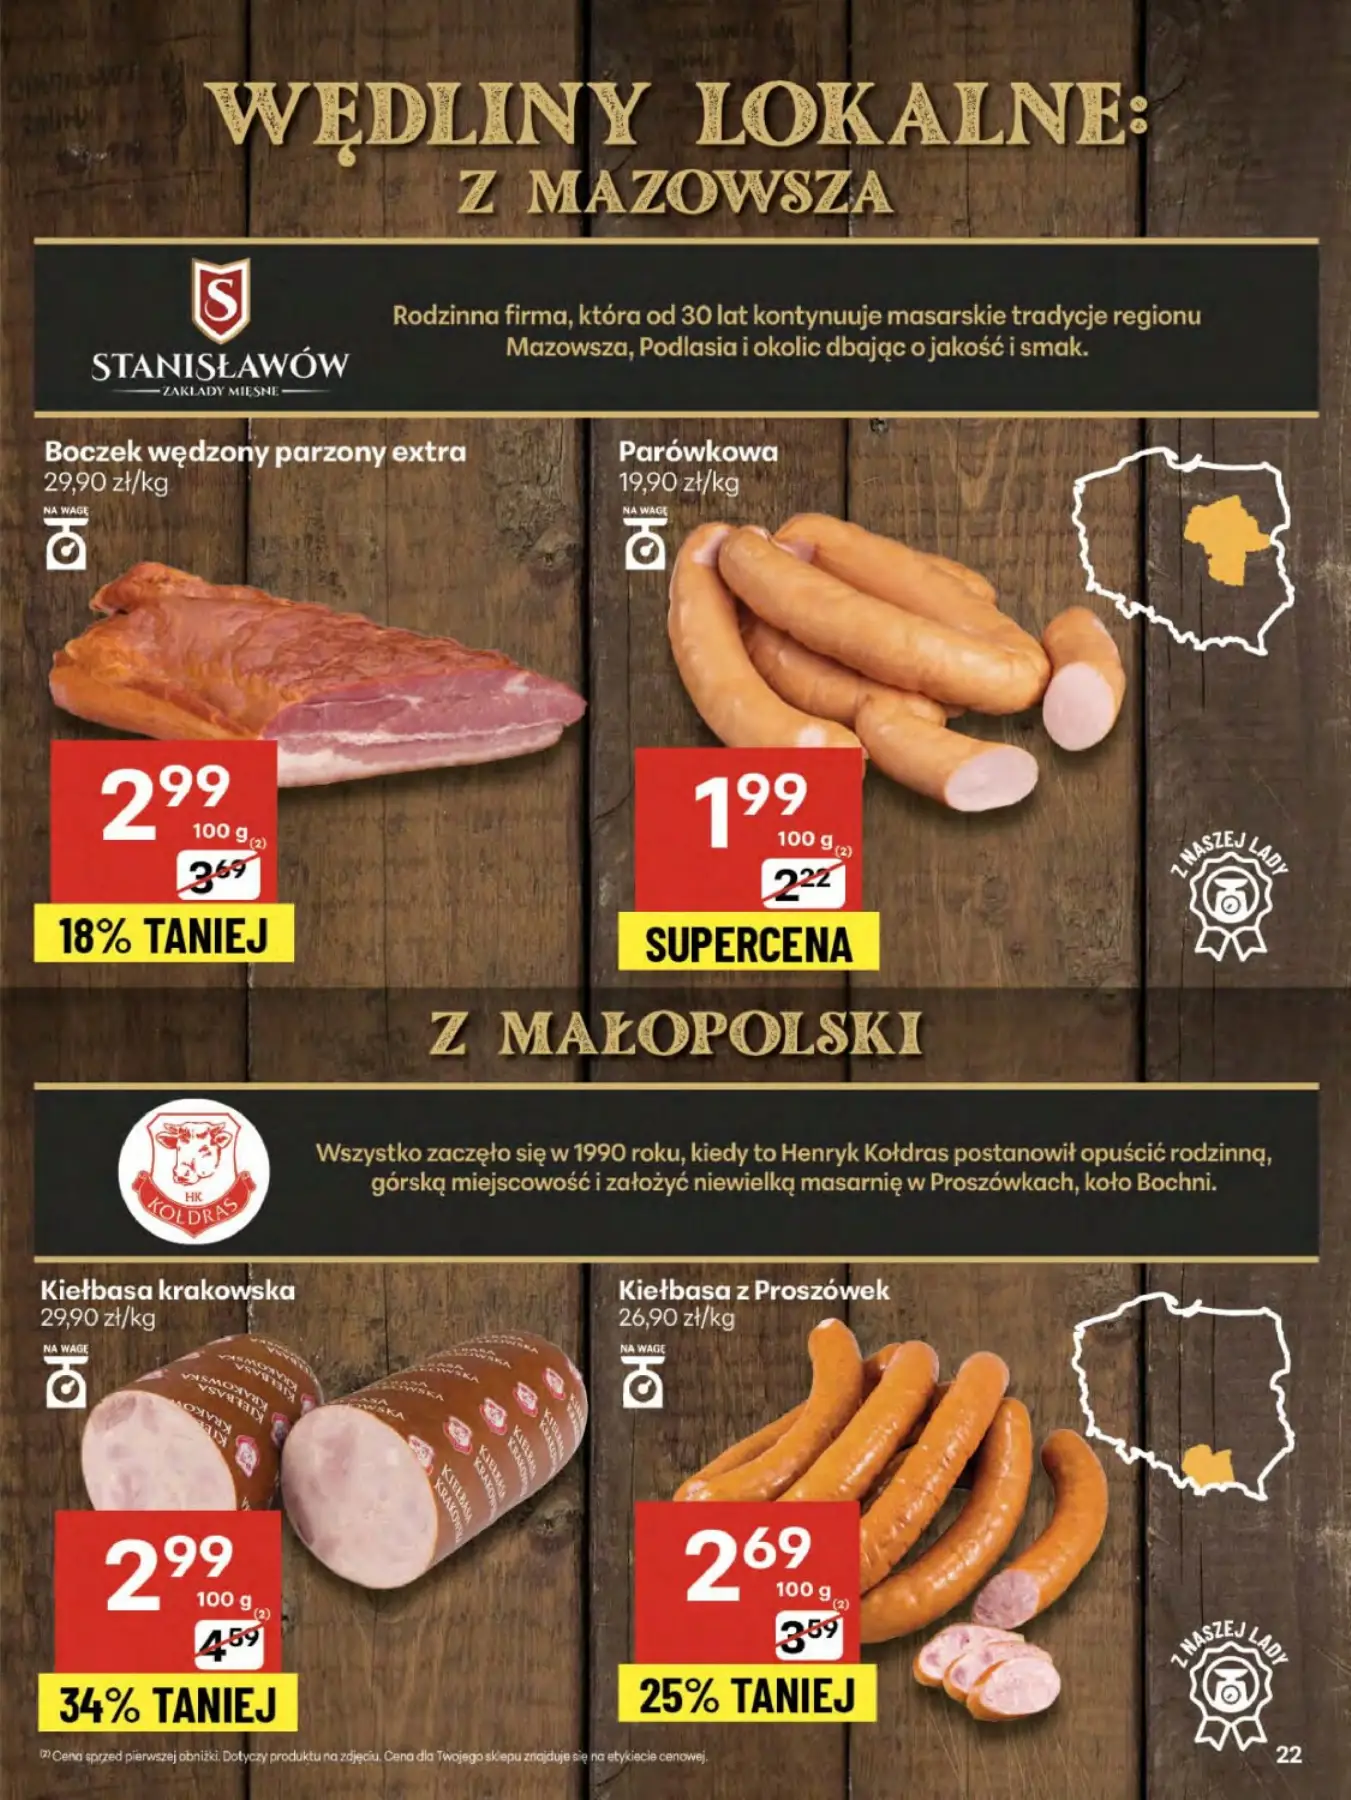 WĘDLINY LOKALNE:
Z MAZOWSZA
S
STANISŁAWÓW
ZAKŁADY MIĘSNE
Rodzinna firma, która od 30 lat kontynuuje masarskie tradycje regionu
Mazowsza, Podlasia i okolic dbając o jakość i smak.
Boczek wędzony parzony extra
29,90 zł/kg
NA WAGĘ
2 99
100 g (2)
3 69
18% TANIEJ
Parówkowa
19,90 zł/kg
NA WAGĘ
1 99
100 g (2)
2 22
SUPERCENA
Z NASZEJ LADY
Z MAŁOPOLSKI
HK
KOŁDRAS
Wszystko zaczęło się w 1990 roku, kiedy to Henryk Kołdras postanowił opuścić rodzinną,
górską miejscowość i założyć niewielką masarnię w Proszówkach, koło Bochni.
Kiełbasa krakowska
29,90 zł/kg
NA WAGĘ
KIEŁBASA
KRAKOWSKA
2 99
100 g (2)
4 59
34% TANIEJ
Kiełbasa z Proszówek
26,90 zł/kg
NA WAGĘ
2 69
100 g (2)
3 59
25% TANIEJ
Z NASZEJ LADY
(2) Cena sprzed pierwszej obniżki. Dotyczy produktu na zdjęciu. Cena dla Twojego sklepu znajduje się na etykiecie cenowej.
22